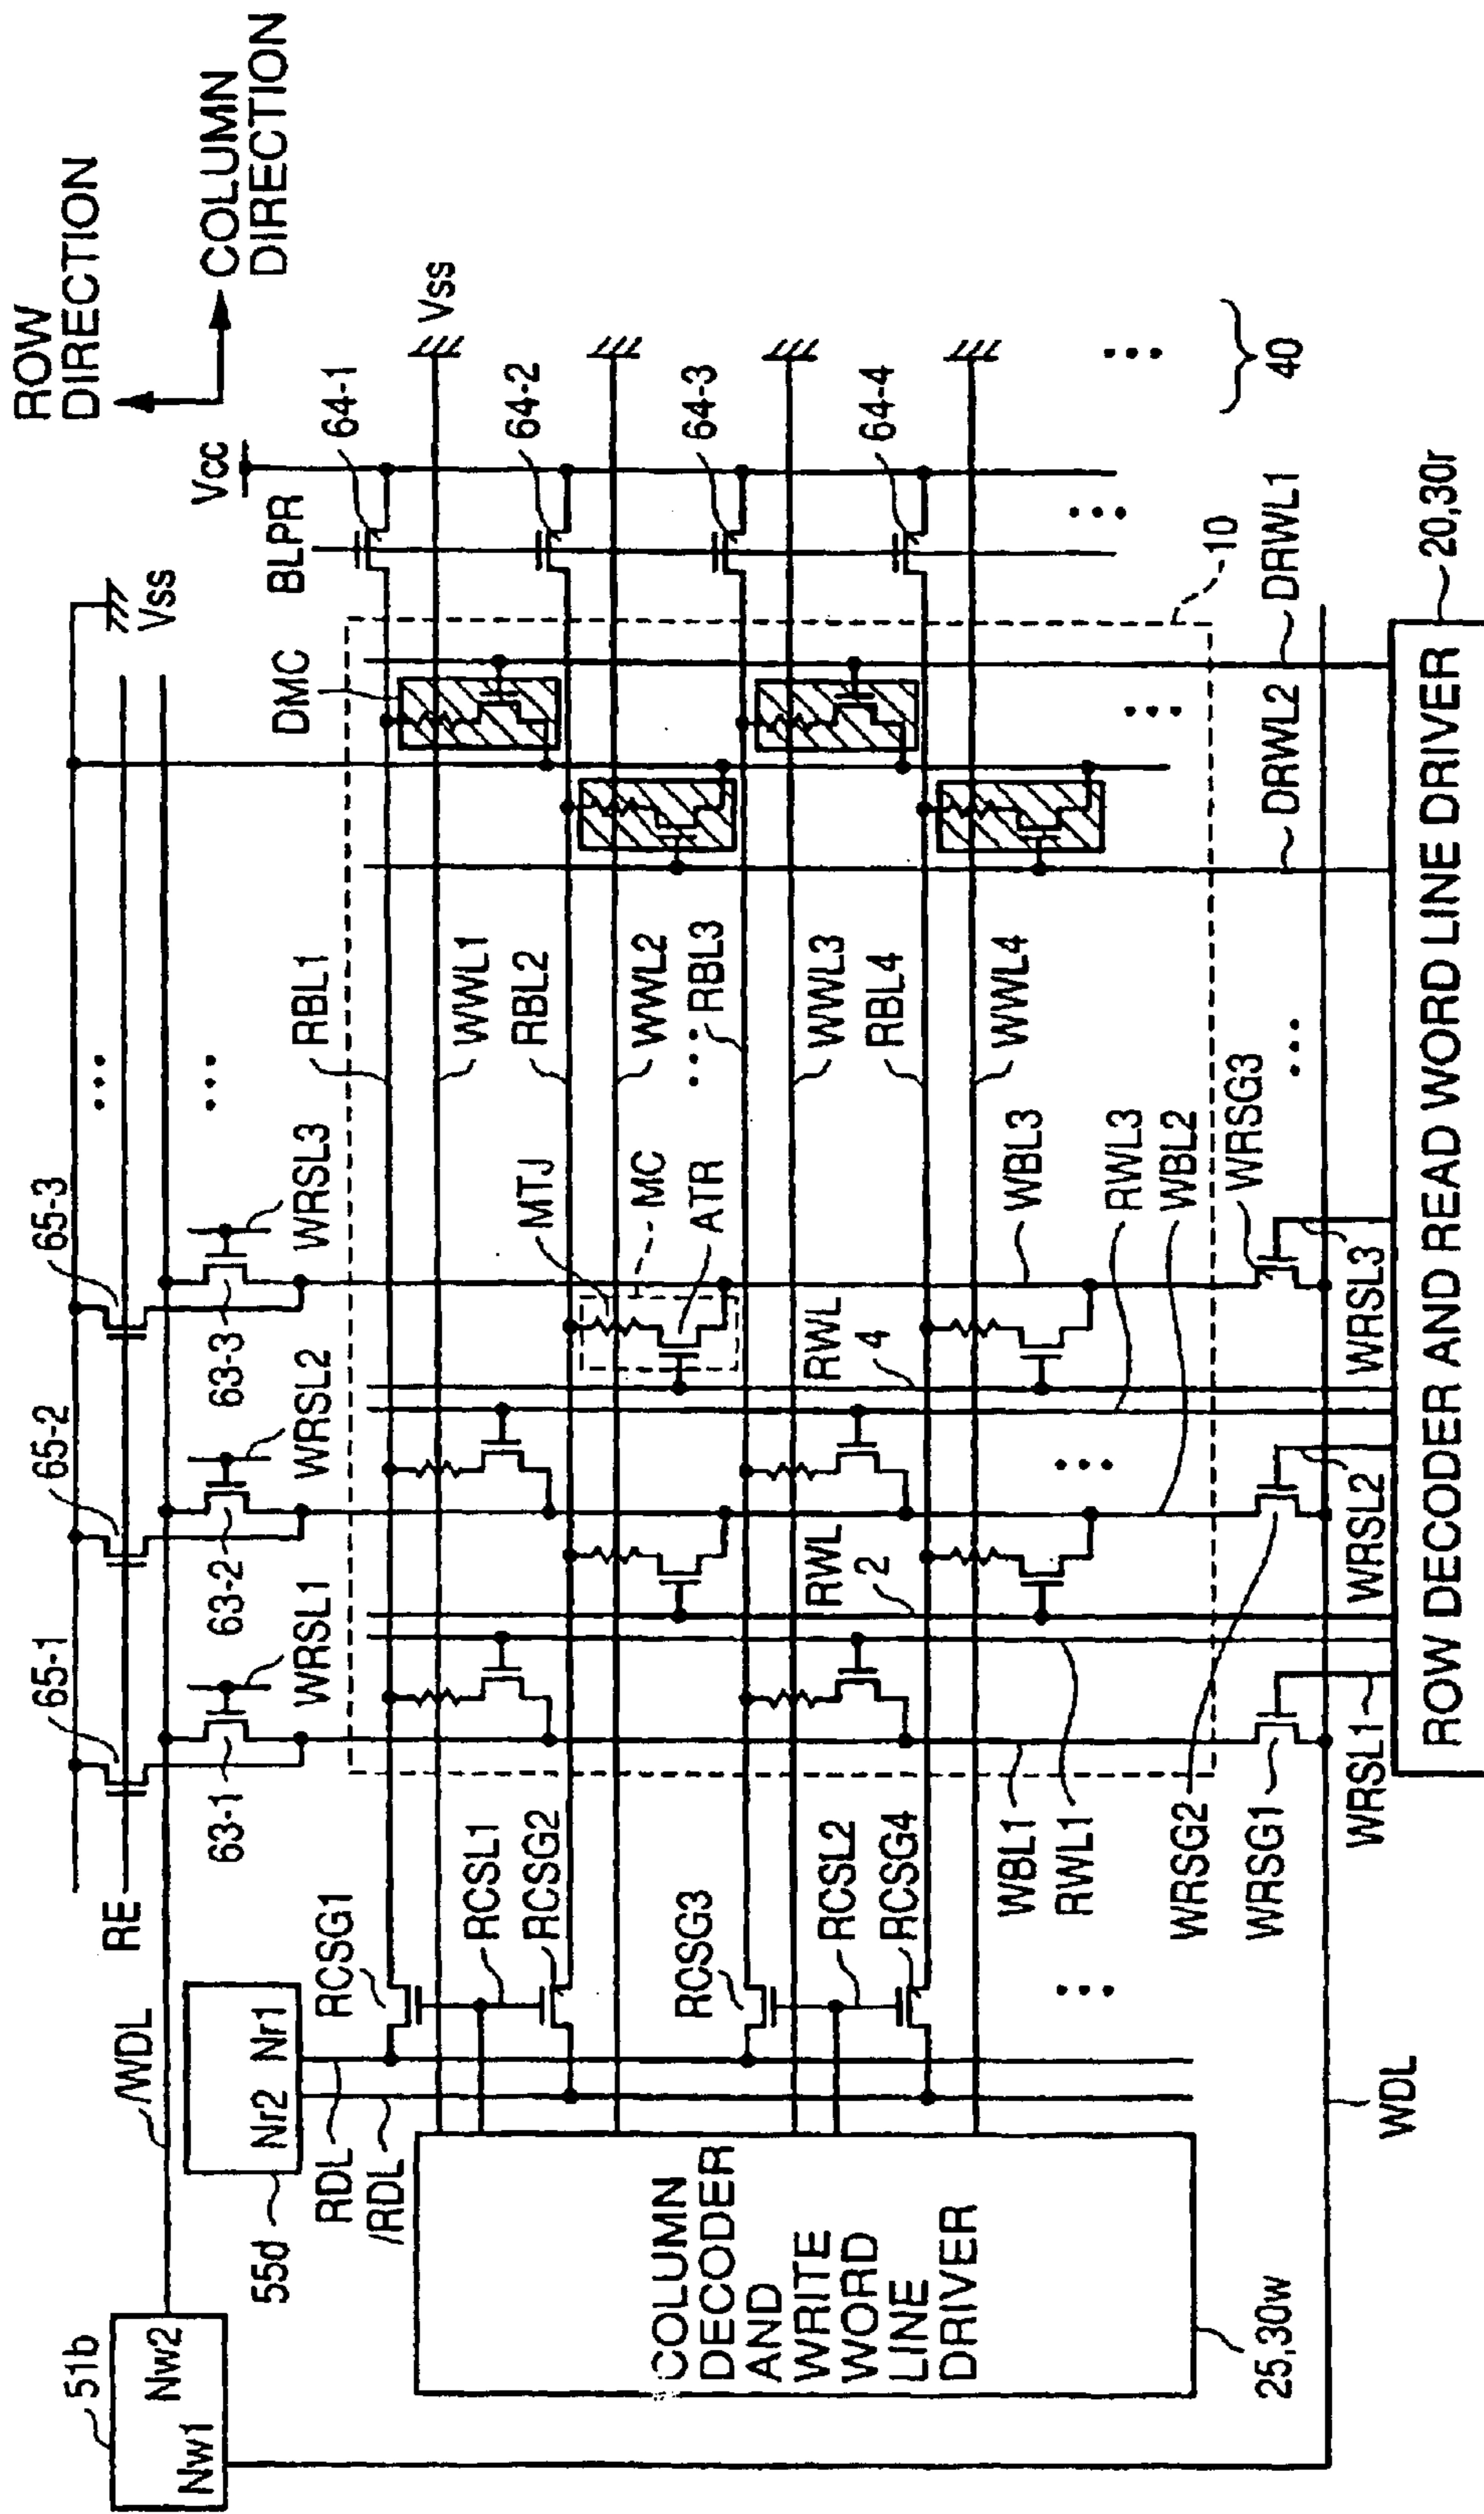 ROW
DIRECTION
COLUMN
DIRECTION
51b
Nw1
Nw2
/WDL
RE
65-1
65-2
65-3
...
Vss
Vcc
63-1
WRSL1
63-2
WRSL2
63-3
WRSL3
...
55d
Nr2
Nr1
RDL
/RDL
RCSG1
RBL1
DMC
BLPR
64-1
Vss
RCSL1
WWL1
RCSG2
RBL2
64-2
MTJ
WWL2
MC
ATR
...
RBL3
64-3
RCSG3
RCSL2
RWL
2
RWL
4
WWL3
RCSG4
RBL4
64-4
COLUMN
DECODER
AND
WRITE
WORD
LINE
DRIVER
WWL4
WBL1
RWL1
WBL3
RWL3
WBL2
...
...
...
...
...
WRSG2
WRSG1
WRSG3
...
10
40
25,30w
WDL
WRSL1
WRSL2
WRSL3
DRWL2
DRWL1
20,30r
ROW DECODER AND READ WORD LINE DRIVER